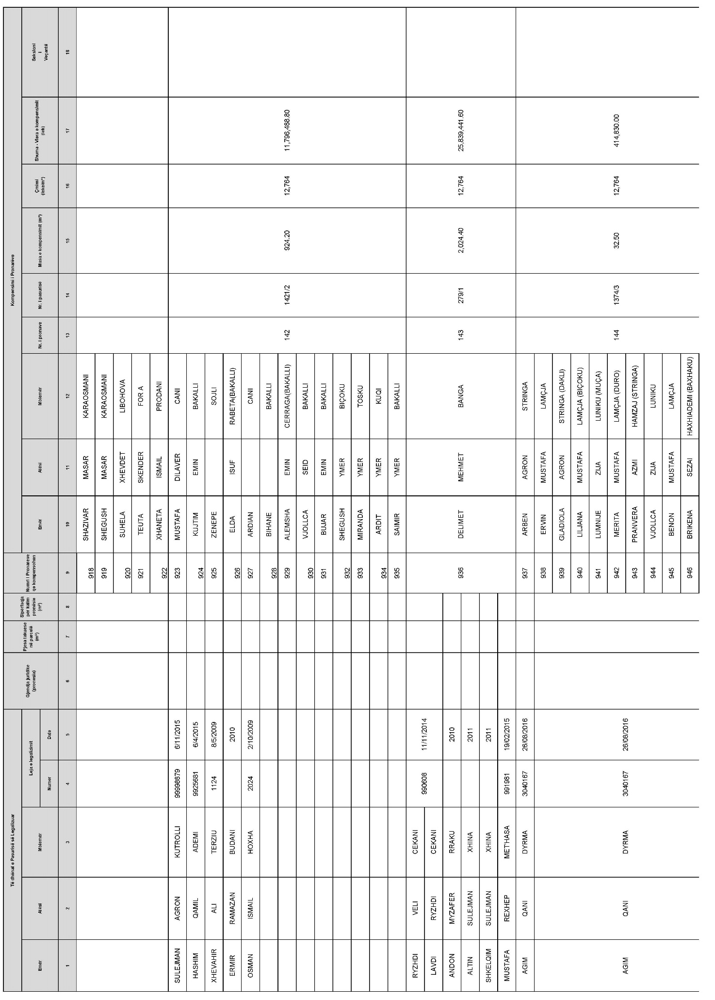 Të dhënat e Pasurisë së Legalizuar Kompensimi i Pronarëve
Emër Atësi Mbiemër Leja e legalizimit Gjendja juridike (pronesia) Pjesa takuese në parcelë (m²) Sipërfaqja për kalim pronësie (m²) Numri i Pronareve qe kompensohen Emër Atësi Mbiemër Nr. i pronave Nr. i pasurisë Masa e kompensimit (m²) Çmimi (leke/m²) Shuma - Vlera e kompensimit (lek) Seksioni i Veçantë
Numer Date
1 2 3 4 5 6 7 8 9 10 11 12 13 14 15 16 17 18
918 SHAZIVAR MASAR KARAOSMANI
919 SHEGUSH MASAR KARAOSMANI
920 SUHELA XHEVDET LIBOHOVA
921 TEUTA SKENDER FOR A
922 XHANETA ISMAIL PRODANI
SULEJMAN AGRON KUTROLLI 99998879 6/11/2015 923 MUSTAFA DILAVER CANI
HASHIM QAMIL ADEMI 9925681 6/4/2015 924 KUJTIM EMIN BAKALLI
XHEVAHIR ALI TERZIU 1124 8/5/2009 925 ZENEPE SOJLI
ERMIR RAMAZAN BUDANI 2010 926 ELDA ISUF RABETA(BAKALLI)
OSMAN ISMAIL HOXHA 2024 2/10/2009 927 ARDIAN CANI
928 BIHANE BAKALLI
929 ALEMSHA EMIN CERRAGA(BAKALLI) 142 1421/2 924.20 12,764 11,796,488.80
930 VJOLLCA SEID BAKALLI
931 BUJAR EMIN BAKALLI
932 SHEGUSH YMER BIÇOKU
933 MIRANDA YMER TOSKU
934 ARDIT YMER KUQI
935 SAIMIR YMER BAKALLI
RYZHDI VELI CEKANI 990608 11/11/2014
LAVDI RYZHDI CEKANI
ANDON MYZAFER RRAKU 2010
936 DELIMET MEHMET BANGA 143 279/1 2,024.40 12,764 25,839,441.60
ALTIN SULEJMAN XHINA 2011
SHKELQIM SULEJMAN XHINA 2011
MUSTAFA REXHEP MET'HASA 991981 19/02/2015
AGIM QANI DYRMA 3040167 26/08/2016 937 ARBEN AGRON STRINGA
938 ERVIN MUSTAFA LAMÇJA
939 GLADIOLA AGRON STRINGA (DAKLI)
940 LILJANA MUSTAFA LAMÇJA (BIÇOKU)
941 LUMNIJE ZIJA LUNIKU (MUÇA)
942 MERITA MUSTAFA LAMÇJA (DURO) 144 1374/3 32.50 12,764 414,830.00
AGIM QANI DYRMA 3040167 26/08/2016
943 PRANVERA AZMI HAMZAJ (STRINGA)
944 VJOLLCA ZIJA LUNIKU
945 BENON MUSTAFA LAMÇJA
946 BRIKENA SEZAI HAXHIADEMI (BAXHAKU)